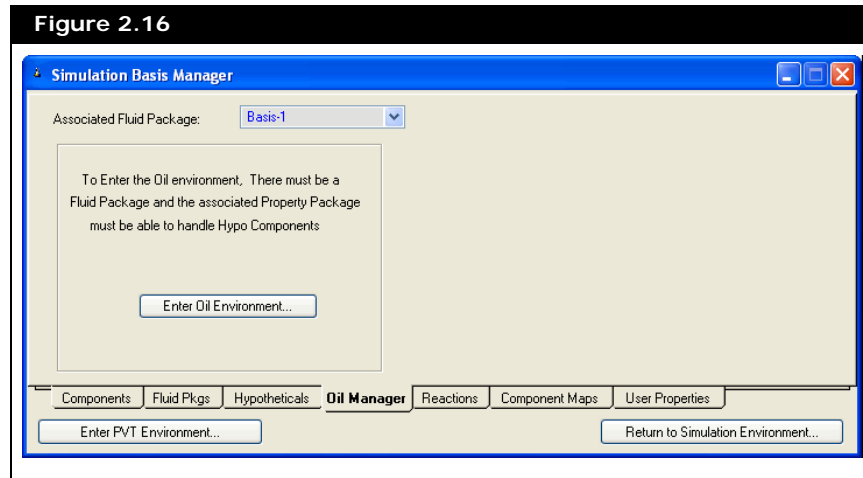 Figure 2.16
Simulation Basis Manager
Associated Fluid Package: Basis-1
To Enter the Oil environment, There must be a
Fluid Package and the associated Property Package
must be able to handle Hypo Components
Enter Oil Environment...
Components Fluid Pkgs Hypotheticals Oil Manager Reactions Component Maps User Properties
Enter PVT Environment... Return to Simulation Environment...